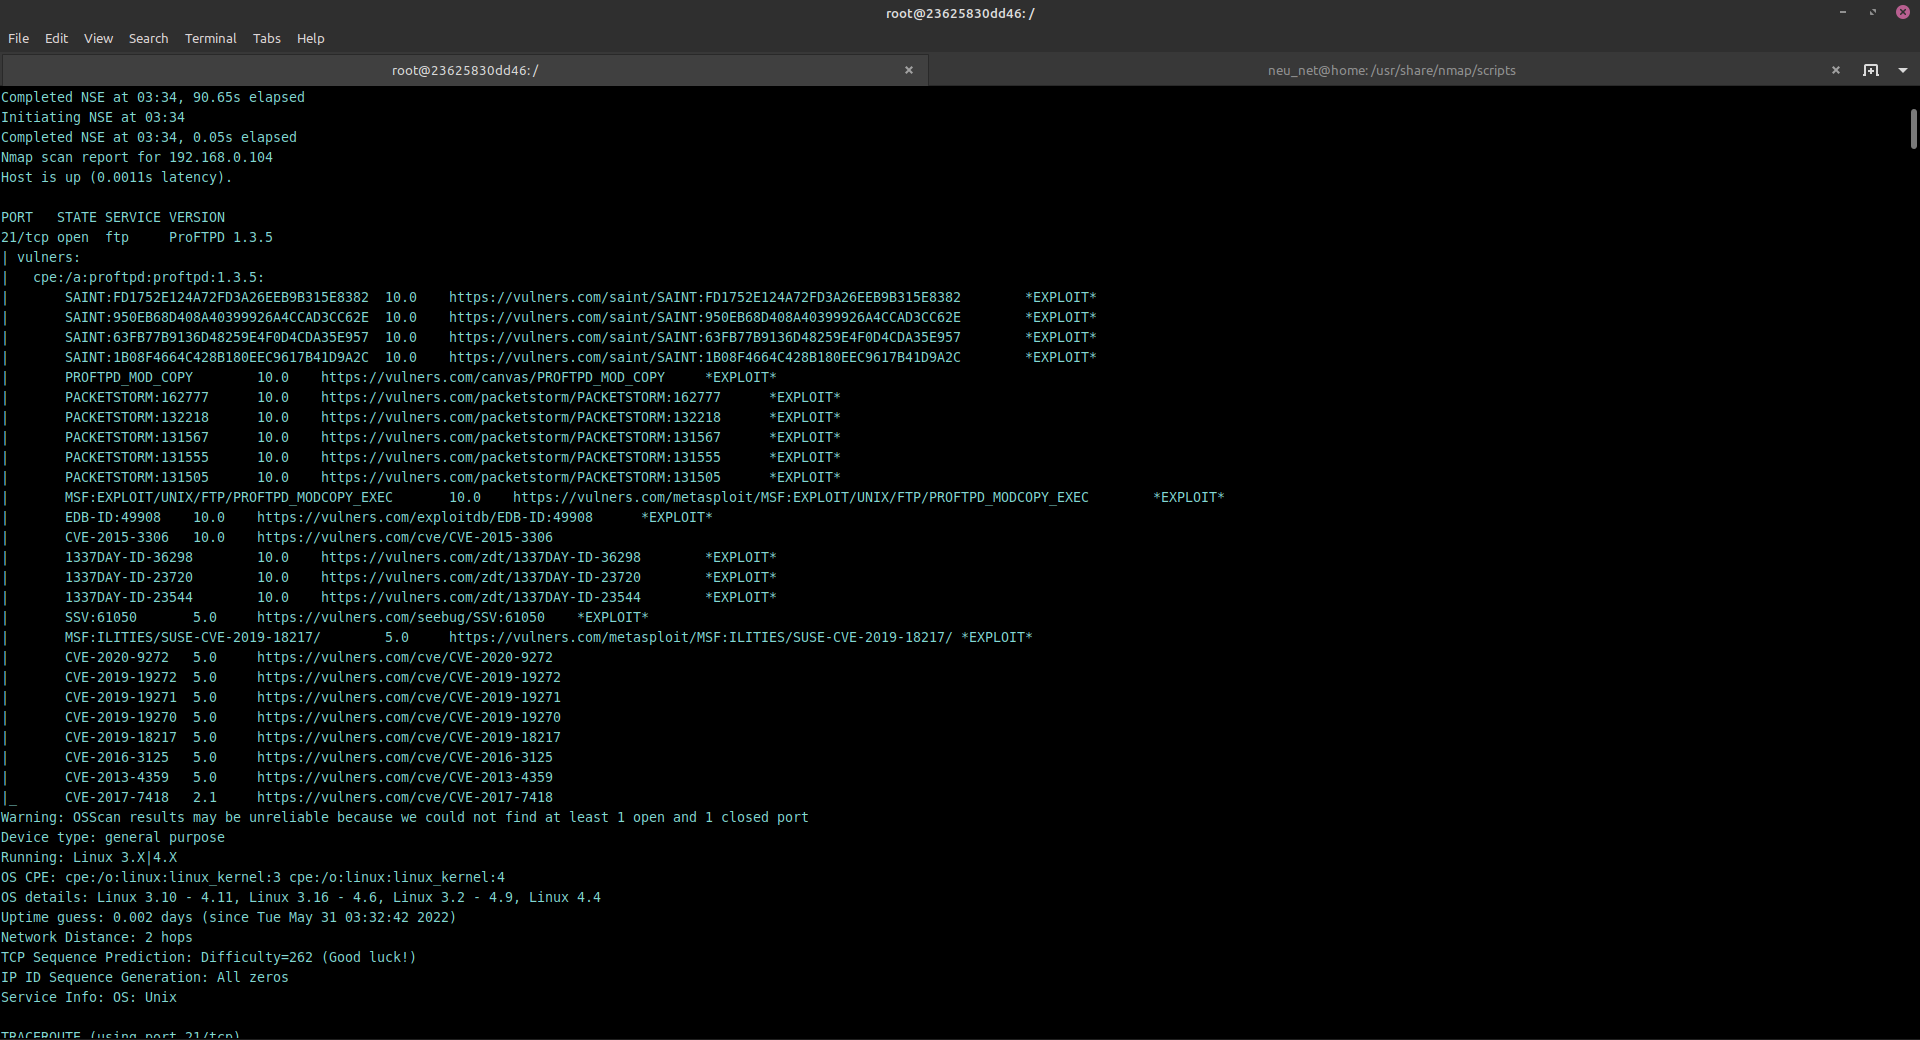 root@23625830dd46: /
File Edit View Search Terminal Tabs Help
root@23625830dd46: / neu_net@home: /usr/share/nmap/scripts
Completed NSE at 03:34, 90.65s elapsed
Initiating NSE at 03:34
Completed NSE at 03:34, 0.05s elapsed
Nmap scan report for 192.168.0.104
Host is up (0.0011s latency).
PORT   STATE SERVICE VERSION
21/tcp open  ftp     ProFTPD 1.3.5
| vulners:
|   cpe:/a:proftpd:proftpd:1.3.5:
|       SAINT:FD1752E124A72FD3A26EEB9B315E8382  10.0    https://vulners.com/saint/SAINT:FD1752E124A72FD3A26EEB9B315E8382        *EXPLOIT*
|       SAINT:950EB68D408A40399926A4CCAD3CC62E  10.0    https://vulners.com/saint/SAINT:950EB68D408A40399926A4CCAD3CC62E        *EXPLOIT*
|       SAINT:63FB77B9136D48259E4F0D4CDA35E957  10.0    https://vulners.com/saint/SAINT:63FB77B9136D48259E4F0D4CDA35E957        *EXPLOIT*
|       SAINT:1B08F4664C428B180EEC9617B41D9A2C  10.0    https://vulners.com/saint/SAINT:1B08F4664C428B180EEC9617B41D9A2C        *EXPLOIT*
|       PROFTPD_MOD_COPY        10.0    https://vulners.com/canvas/PROFTPD_MOD_COPY     *EXPLOIT*
|       PACKETSTORM:162777      10.0    https://vulners.com/packetstorm/PACKETSTORM:162777      *EXPLOIT*
|       PACKETSTORM:132218      10.0    https://vulners.com/packetstorm/PACKETSTORM:132218      *EXPLOIT*
|       PACKETSTORM:131567      10.0    https://vulners.com/packetstorm/PACKETSTORM:131567      *EXPLOIT*
|       PACKETSTORM:131555      10.0    https://vulners.com/packetstorm/PACKETSTORM:131555      *EXPLOIT*
|       PACKETSTORM:131505      10.0    https://vulners.com/packetstorm/PACKETSTORM:131505      *EXPLOIT*
|       MSF:EXPLOIT/UNIX/FTP/PROFTPD_MODCOPY_EXEC       10.0    https://vulners.com/metasploit/MSF:EXPLOIT/UNIX/FTP/PROFTPD_MODCOPY_EXEC        *EXPLOIT*
|       EDB-ID:49908    10.0    https://vulners.com/exploitdb/EDB-ID:49908      *EXPLOIT*
|       CVE-2015-3306   10.0    https://vulners.com/cve/CVE-2015-3306
|       1337DAY-ID-36298        10.0    https://vulners.com/zdt/1337DAY-ID-36298        *EXPLOIT*
|       1337DAY-ID-23720        10.0    https://vulners.com/zdt/1337DAY-ID-23720        *EXPLOIT*
|       1337DAY-ID-23544        10.0    https://vulners.com/zdt/1337DAY-ID-23544        *EXPLOIT*
|       SSV:61050       5.0     https://vulners.com/seebug/SSV:61050    *EXPLOIT*
|       MSF:ILITIES/SUSE-CVE-2019-18217/        5.0     https://vulners.com/metasploit/MSF:ILITIES/SUSE-CVE-2019-18217/ *EXPLOIT*
|       CVE-2020-9272   5.0     https://vulners.com/cve/CVE-2020-9272
|       CVE-2019-19272  5.0     https://vulners.com/cve/CVE-2019-19272
|       CVE-2019-19271  5.0     https://vulners.com/cve/CVE-2019-19271
|       CVE-2019-19270  5.0     https://vulners.com/cve/CVE-2019-19270
|       CVE-2019-18217  5.0     https://vulners.com/cve/CVE-2019-18217
|       CVE-2016-3125   5.0     https://vulners.com/cve/CVE-2016-3125
|       CVE-2013-4359   5.0     https://vulners.com/cve/CVE-2013-4359
|_      CVE-2017-7418   2.1     https://vulners.com/cve/CVE-2017-7418
Warning: OSScan results may be unreliable because we could not find at least 1 open and 1 closed port
Device type: general purpose
Running: Linux 3.X|4.X
OS CPE: cpe:/o:linux:linux_kernel:3 cpe:/o:linux:linux_kernel:4
OS details: Linux 3.10 - 4.11, Linux 3.16 - 4.6, Linux 3.2 - 4.9, Linux 4.4
Uptime guess: 0.002 days (since Tue May 31 03:32:42 2022)
Network Distance: 2 hops
TCP Sequence Prediction: Difficulty=262 (Good luck!)
IP ID Sequence Generation: All zeros
Service Info: OS: Unix
TRACEROUTE (using port 21/tcp)